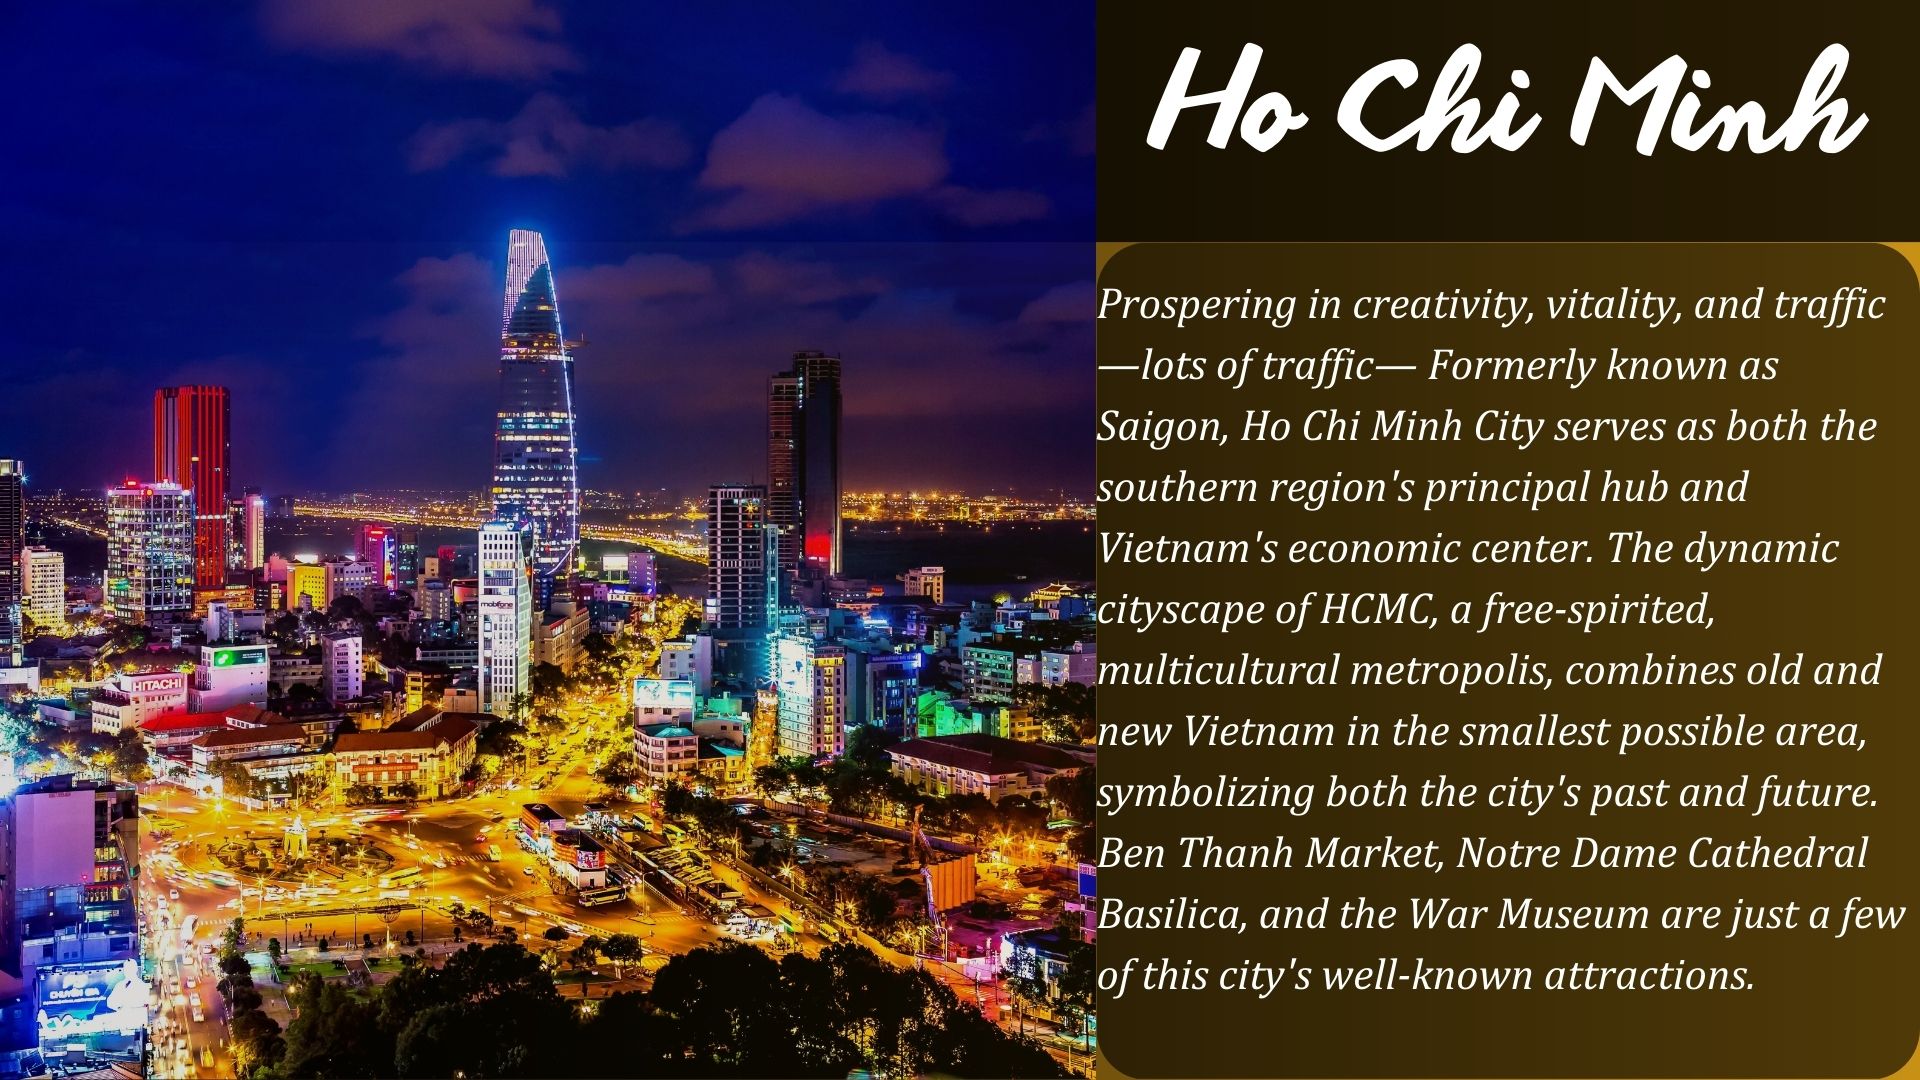 Ho Chi Minh
Prospering in creativity, vitality, and traffic
—lots of traffic— Formerly known as
Saigon, Ho Chi Minh City serves as both the
southern region's principal hub and
Vietnam's economic center. The dynamic
cityscape of HCMC, a free-spirited,
multicultural metropolis, combines old and
new Vietnam in the smallest possible area,
symbolizing both the city's past and future.
Ben Thanh Market, Notre Dame Cathedral
Basilica, and the War Museum are just a few
of this city's well-known attractions.
mobifone
HITACHI
CHUYÊN GIA